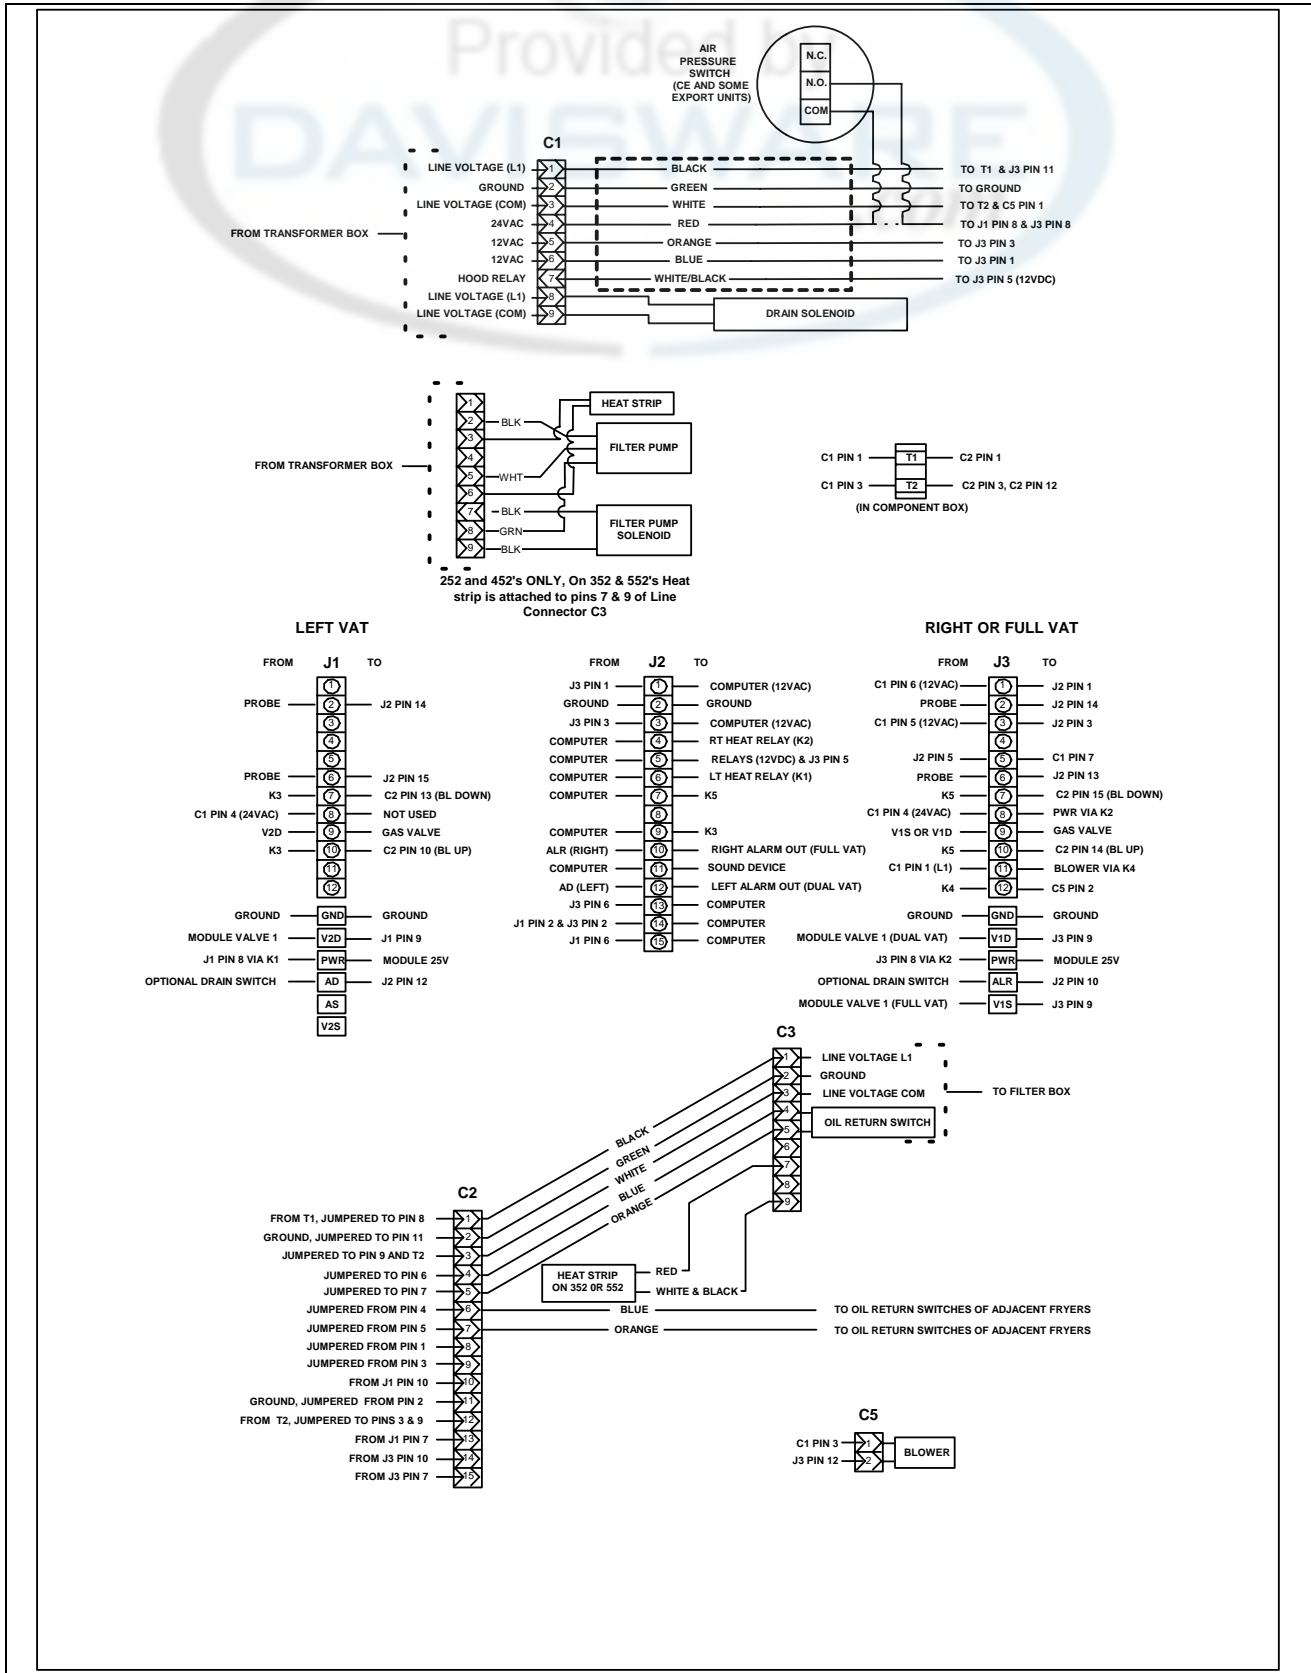 Provided by
DAVISWARE
AIR
PRESSURE
SWITCH
(CE AND SOME
EXPORT UNITS)
N.C.
N.O.
COM
C1
LINE VOLTAGE (L1) 1 BLACK TO T1 & J3 PIN 11
GROUND 2 GREEN TO GROUND
LINE VOLTAGE (COM) 3 WHITE TO T2 & C5 PIN 1
24VAC 4 RED TO J1 PIN 8 & J3 PIN 8
FROM TRANSFORMER BOX
12VAC 5 ORANGE TO J3 PIN 3
12VAC 6 BLUE TO J3 PIN 1
HOOD RELAY 7 WHITE/BLACK TO J3 PIN 5 (12VDC)
LINE VOLTAGE (L1) 8
LINE VOLTAGE (COM) 9
DRAIN SOLENOID
FROM TRANSFORMER BOX
1
2 BLK
3
4
5 WHT
6
7 BLK
8 GRN
9 BLK
HEAT STRIP
FILTER PUMP
FILTER PUMP
SOLENOID
252 and 452's ONLY, On 352 & 552's Heat
strip is attached to pins 7 & 9 of Line
Connector C3
C1 PIN 1 T1 C2 PIN 1
C1 PIN 3 T2 C2 PIN 3, C2 PIN 12
(IN COMPONENT BOX)
LEFT VAT
FROM J1 TO
1
PROBE 2 J2 PIN 14
3
4
5
PROBE 6 J2 PIN 15
K3 7 C2 PIN 13 (BL DOWN)
C1 PIN 4 (24VAC) 8 NOT USED
V2D 9 GAS VALVE
K3 10 C2 PIN 10 (BL UP)
11
12
GROUND GND GROUND
MODULE VALVE 1 V2D J1 PIN 9
J1 PIN 8 VIA K1 PWR MODULE 25V
OPTIONAL DRAIN SWITCH AD J2 PIN 12
AS
V2S
FROM J2 TO
J3 PIN 1 1 COMPUTER (12VAC)
GROUND 2 GROUND
J3 PIN 3 3 COMPUTER (12VAC)
COMPUTER 4 RT HEAT RELAY (K2)
COMPUTER 5 RELAYS (12VDC) & J3 PIN 5
COMPUTER 6 LT HEAT RELAY (K1)
COMPUTER 7 K5
8
COMPUTER 9 K3
ALR (RIGHT) 10 RIGHT ALARM OUT (FULL VAT)
COMPUTER 11 SOUND DEVICE
AD (LEFT) 12 LEFT ALARM OUT (DUAL VAT)
J3 PIN 6 13 COMPUTER
J1 PIN 2 & J3 PIN 2 14 COMPUTER
J1 PIN 6 15 COMPUTER
RIGHT OR FULL VAT
FROM J3 TO
C1 PIN 6 (12VAC) 1 J2 PIN 1
PROBE 2 J2 PIN 14
C1 PIN 5 (12VAC) 3 J2 PIN 3
4
J2 PIN 5 5 C1 PIN 7
PROBE 6 J2 PIN 13
K5 7 C2 PIN 15 (BL DOWN)
C1 PIN 4 (24VAC) 8 PWR VIA K2
V1S OR V1D 9 GAS VALVE
K5 10 C2 PIN 14 (BL UP)
C1 PIN 1 (L1) 11 BLOWER VIA K4
K4 12 C5 PIN 2
GROUND GND GROUND
MODULE VALVE 1 (DUAL VAT) V1D J3 PIN 9
J3 PIN 8 VIA K2 PWR MODULE 25V
OPTIONAL DRAIN SWITCH ALR J2 PIN 10
MODULE VALVE 1 (FULL VAT) V1S J3 PIN 9
C3
1 LINE VOLTAGE L1
2 GROUND
3 LINE VOLTAGE COM
4
5
6
7
8
9
OIL RETURN SWITCH
TO FILTER BOX
BLACK
GREEN
WHITE
BLUE
ORANGE
C2
FROM T1, JUMPERED TO PIN 8 1
GROUND, JUMPERED TO PIN 11 2
JUMPERED TO PIN 9 AND T2 3
JUMPERED TO PIN 6 4
JUMPERED TO PIN 7 5
JUMPERED FROM PIN 4 6 BLUE TO OIL RETURN SWITCHES OF ADJACENT FRYERS
JUMPERED FROM PIN 5 7 ORANGE TO OIL RETURN SWITCHES OF ADJACENT FRYERS
JUMPERED FROM PIN 1 8
JUMPERED FROM PIN 3 9
FROM J1 PIN 10 10
GROUND, JUMPERED FROM PIN 2 11
FROM T2, JUMPERED TO PINS 3 & 9 12
FROM J1 PIN 7 13
FROM J3 PIN 10 14
FROM J3 PIN 7 15
HEAT STRIP
ON 352 0R 552
RED
WHITE & BLACK
C5
C1 PIN 3 1
J3 PIN 12 2
BLOWER